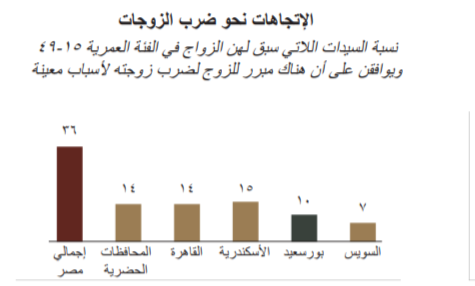 الإتجاهات نحو ضرب الزوجات
نسبة السيدات اللاتي سبق لهن الزواج في الفئة العمرية ١٥-٤٩
ويوافقن على أن هناك مبرر للزوج لضرب زوجته لأسباب معينة
٣٦
١٤
١٤
١٥
١٠
٧
إجمالي
مصر
المحافظات
الحضرية
القاهرة
الأسكندرية
بورسعيد
السويس